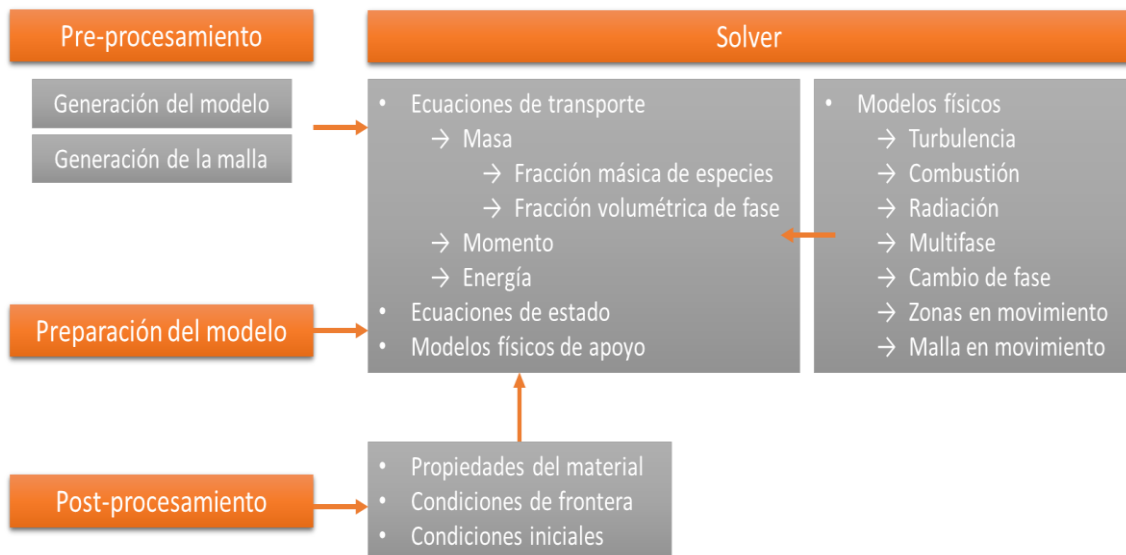 Pre-procesamiento
Generación del modelo
Generación de la malla
Preparación del modelo
Post-procesamiento
Solver
• Ecuaciones de transporte
→ Masa
→ Fracción másica de especies
→ Fracción volumétrica de fase
→ Momento
→ Energía
• Ecuaciones de estado
• Modelos físicos de apoyo
• Modelos físicos
→ Turbulencia
→ Combustión
→ Radiación
→ Multifase
→ Cambio de fase
→ Zonas en movimiento
→ Malla en movimiento
• Propiedades del material
• Condiciones de frontera
• Condiciones iniciales